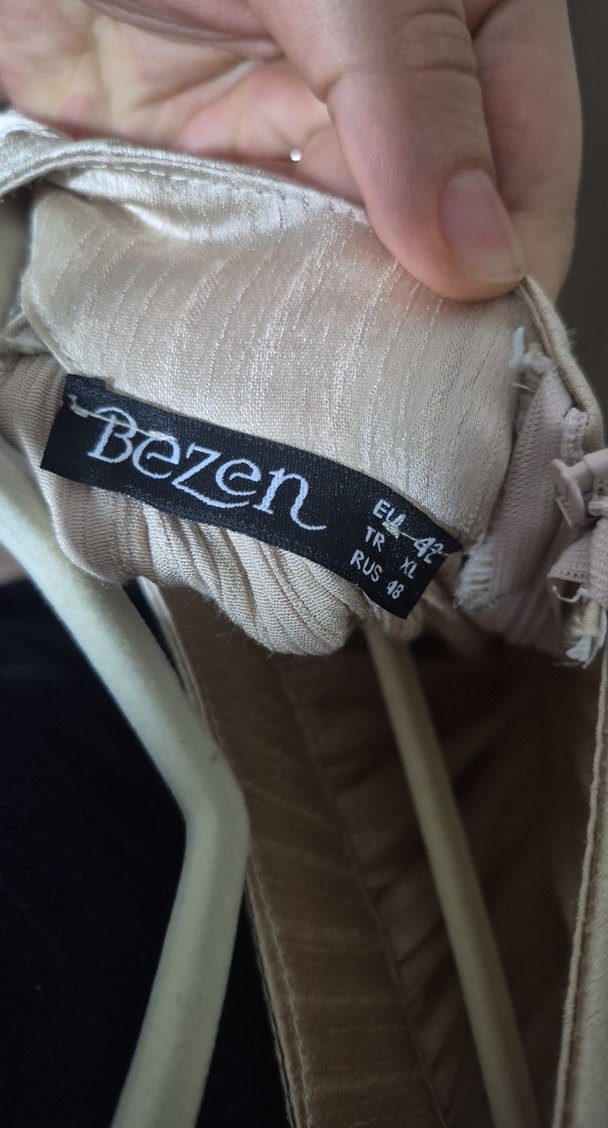 Bezen
EU 42
TR XL
RUS 48